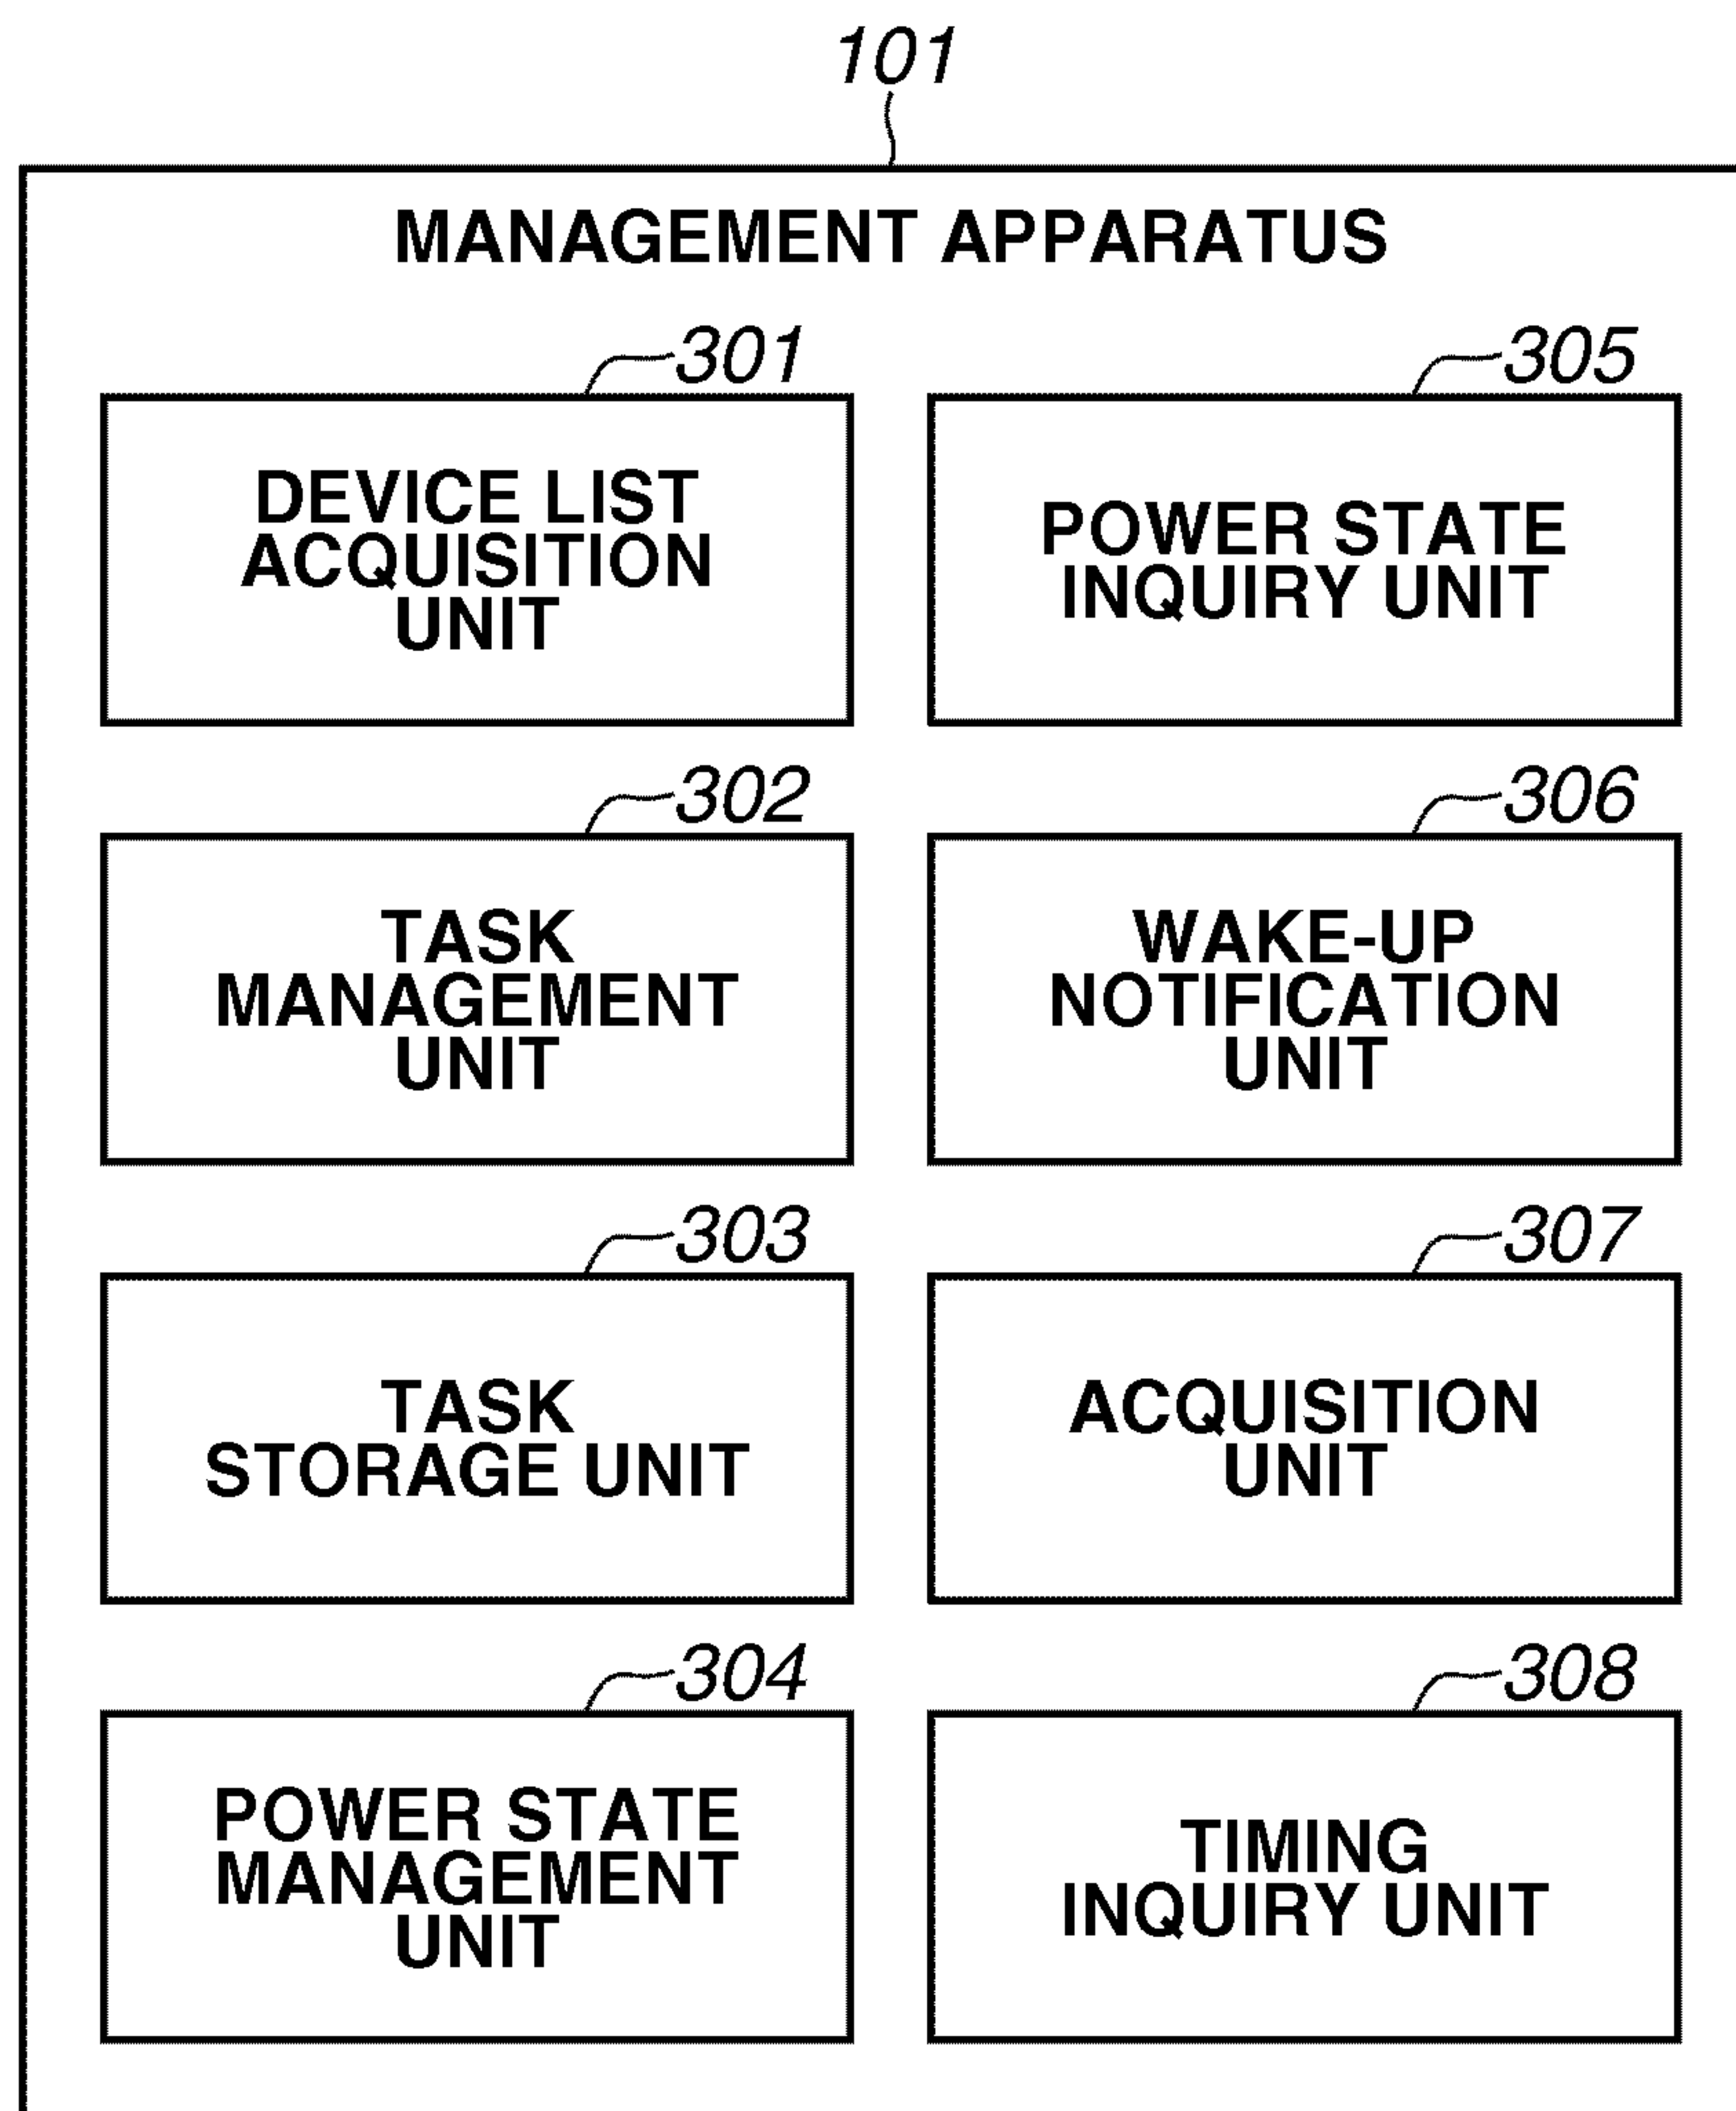 101
MANAGEMENT APPARATUS
301
DEVICE LIST
ACQUISITION
UNIT
302
TASK
MANAGEMENT
UNIT
303
TASK
STORAGE UNIT
304
POWER STATE
MANAGEMENT
UNIT
305
POWER STATE
INQUIRY UNIT
306
WAKE-UP
NOTIFICATION
UNIT
307
ACQUISITION
UNIT
308
TIMING
INQUIRY UNIT